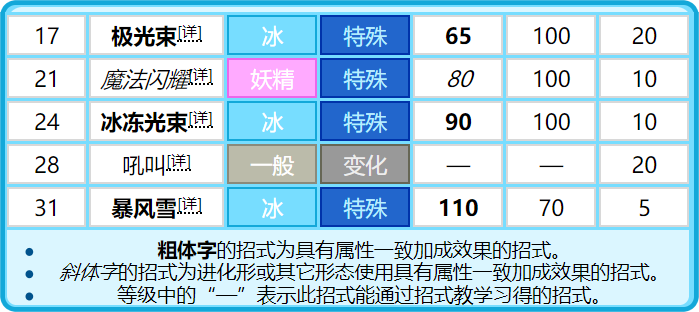 17 极光束[详] 冰 特殊 65 100 20
21 魔法闪耀[详] 妖精 特殊 80 100 10
24 冰冻光束[详] 冰 特殊 90 100 10
28 吼叫[详] 一般 变化 — — 20
31 暴风雪[详] 冰 特殊 110 70 5
• 粗体字的招式为具有属性一致加成效果的招式。
• 斜体字的招式为进化形或其它形态使用具有属性一致加成效果的招式。
• 等级中的“—”表示此招式能通过招式教学习得的招式。